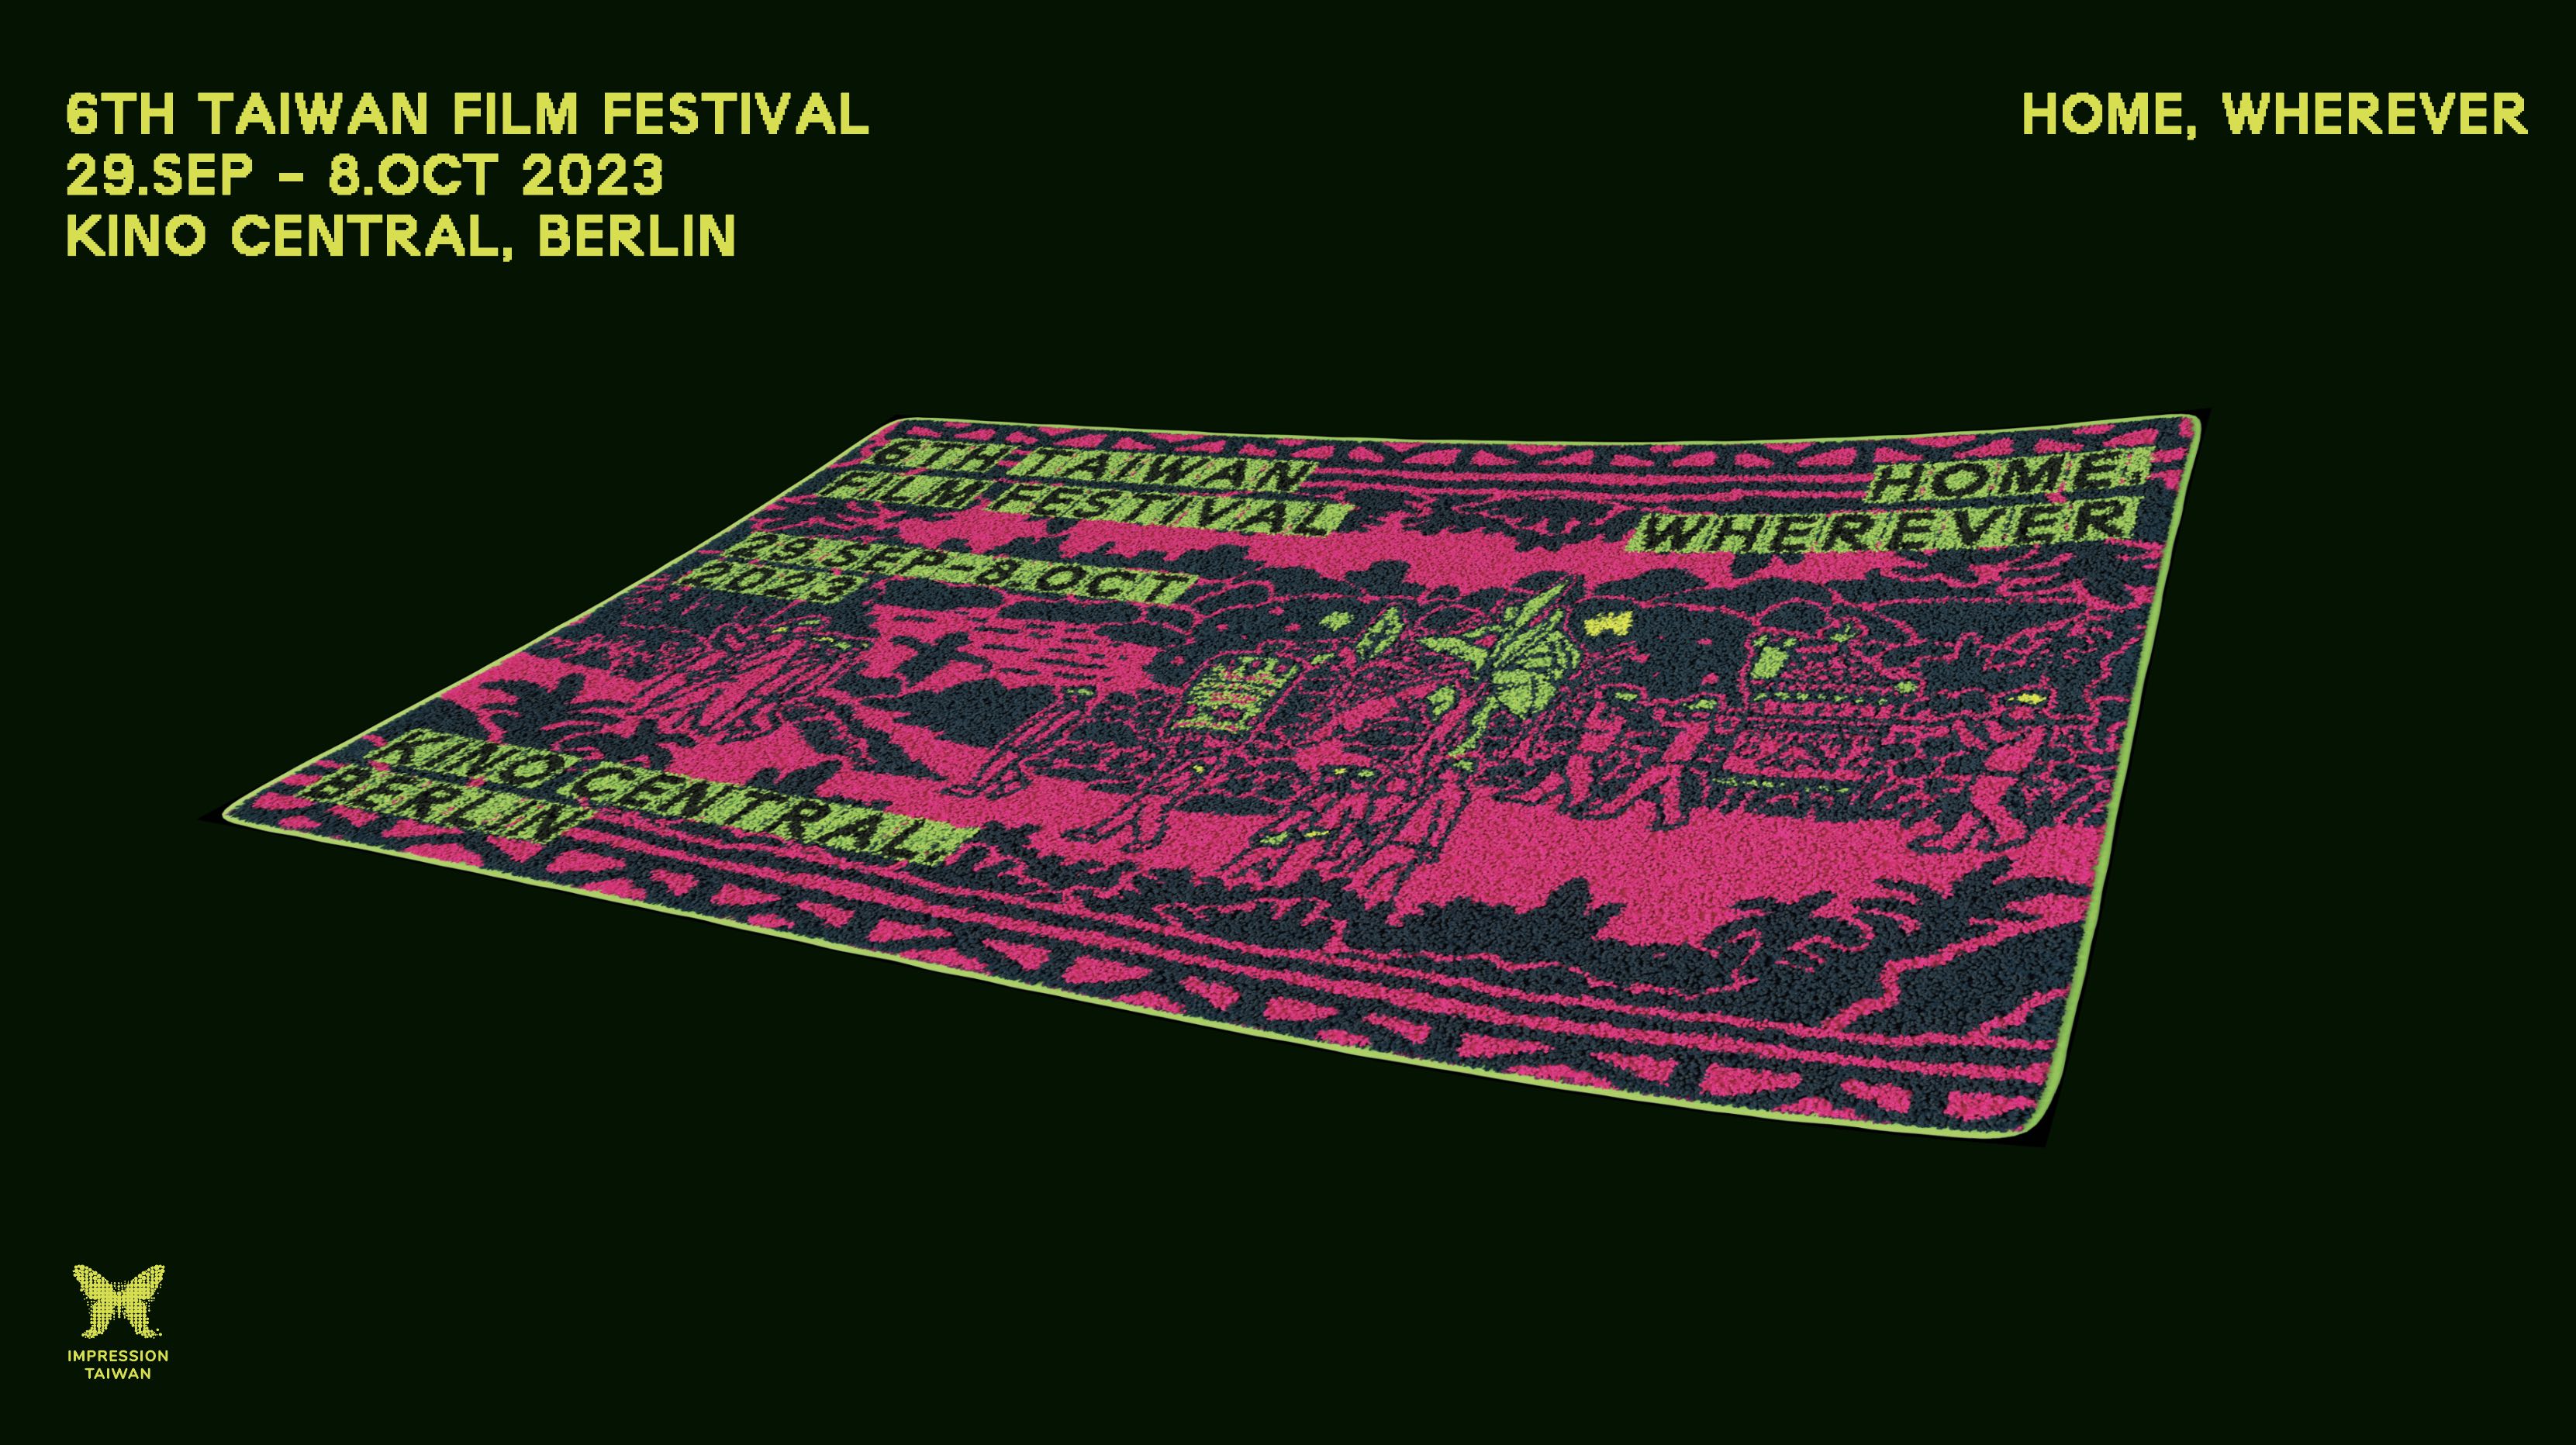 6TH TAIWAN FILM FESTIVAL
29.SEP – 8.OCT 2023
KINO CENTRAL, BERLIN
HOME, WHEREVER
6TH TAIWAN
FILM FESTIVAL
29.SEP–8.OCT
2023
HOME,
WHEREVER
KINO CENTRAL,
BERLIN
IMPRESSION
TAIWAN